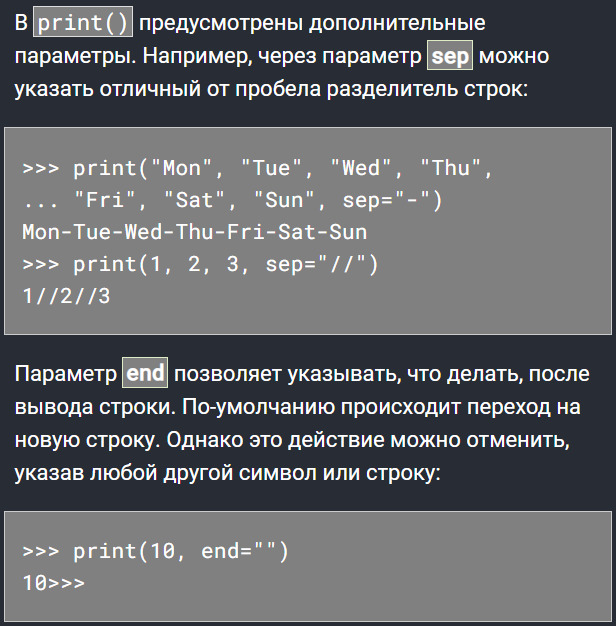 В print() предусмотрены дополнительные
параметры. Например, через параметр sep можно
указать отличный от пробела разделитель строк:
>>> print("Mon", "Tue", "Wed", "Thu",
... "Fri", "Sat", "Sun", sep="-")
Mon-Tue-Wed-Thu-Fri-Sat-Sun
>>> print(1, 2, 3, sep="//")
1//2//3
Параметр end позволяет указывать, что делать, после
вывода строки. По-умолчанию происходит переход на
новую строку. Однако это действие можно отменить,
указав любой другой символ или строку:
>>> print(10, end="")
10>>>